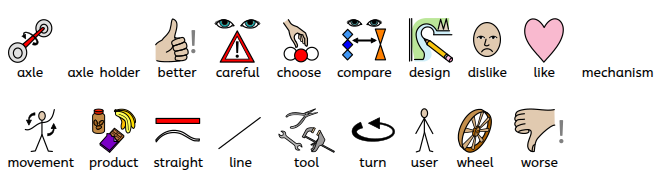 axle axle holder better careful choose compare design dislike like mechanism
movement product straight line tool turn user wheel worse